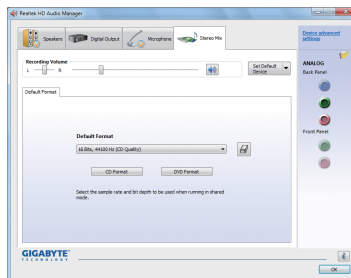 Realtek HD Audio Manager
Speakers
Digital Output
Microphone
Stereo Mix
Device advanced
settings
Recording Volume
L
R
Set Default
Device
ANALOG
Back Panel
Default Format
Default Format
16 Bits, 44100 Hz (CD Quality)
CD Format
DVD Format
Select the sample rate and bit depth to be used when running in shared
mode.
Front Panel
GIGABYTE
TECHNOLOGY
OK